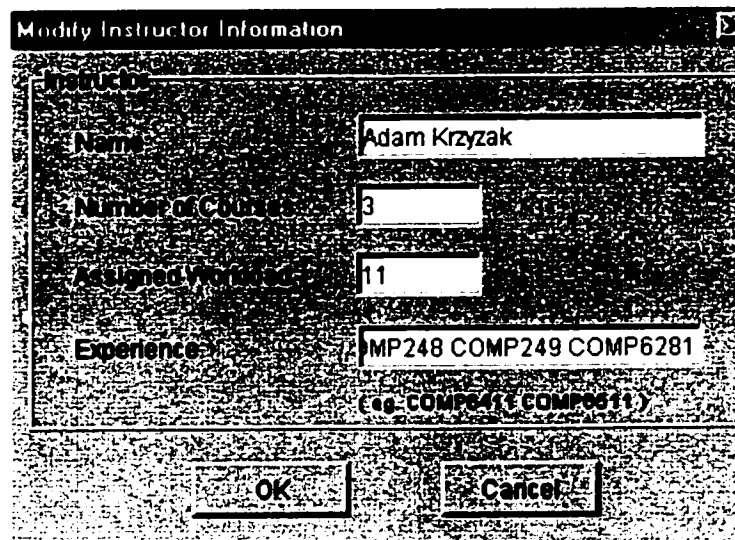 Modify Instructor Information
Instructor
Name Adam Krzyzak
Number of Courses 3
Assigned Workload 11
Experience MP248 COMP249 COMP6281
(eg. COMP6411 COMP6511)
OK Cancel